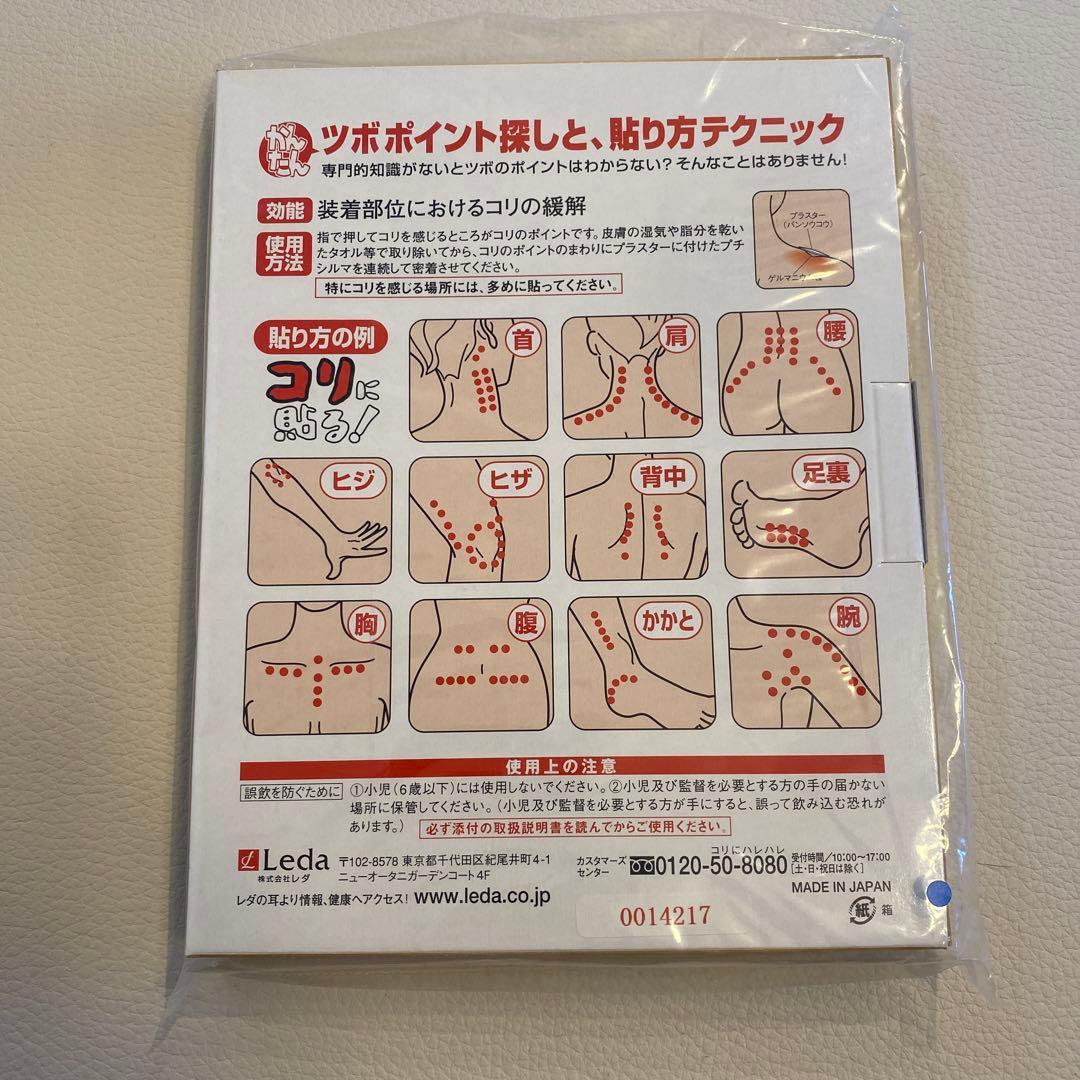 かんたん
ツボポイント探しと、貼り方テクニック
専門的知識がないとツボのポイントはわからない?そんなことはありません!
効能 装着部位におけるコリの緩解
使用方法
指で押してコリを感じるところがコリのポイントです。皮膚の湿気や脂分を乾い
たタオル等で取り除いてから、コリのポイントのまわりにプラスターに付けたプチ
シルマを連続して密着させてください。
特にコリを感じる場所には、多めに貼ってください。
プラスター
(バンソウコウ)
貼り方の例
コリに
貼る!
首
肩
腰
ヒジ
ヒザ
背中
足裏
胸
腹
かかと
腕
使用上の注意
誤飲を防ぐために ①小児(6歳以下)には使用しないでください。②小児及び監督を必要とする方の手の届かない
場所に保管してください。(小児及び監督を必要とする方が手にすると、誤って飲み込む恐れが
あります。) 必ず添付の取扱説明書を読んでからご使用ください。
Leda
株式会社レダ
〒102-8578 東京都千代田区紀尾井町4-1
ニューオータニガーデンコート4F
レダの耳より情報、健康へアクセス! www.leda.co.jp
カスタマーズ
センター
コリにハレハレ
0120-50-8080
受付時間/10:00~17:00
[土・日・祝日は除く]
MADE IN JAPAN
紙 箱
0014217